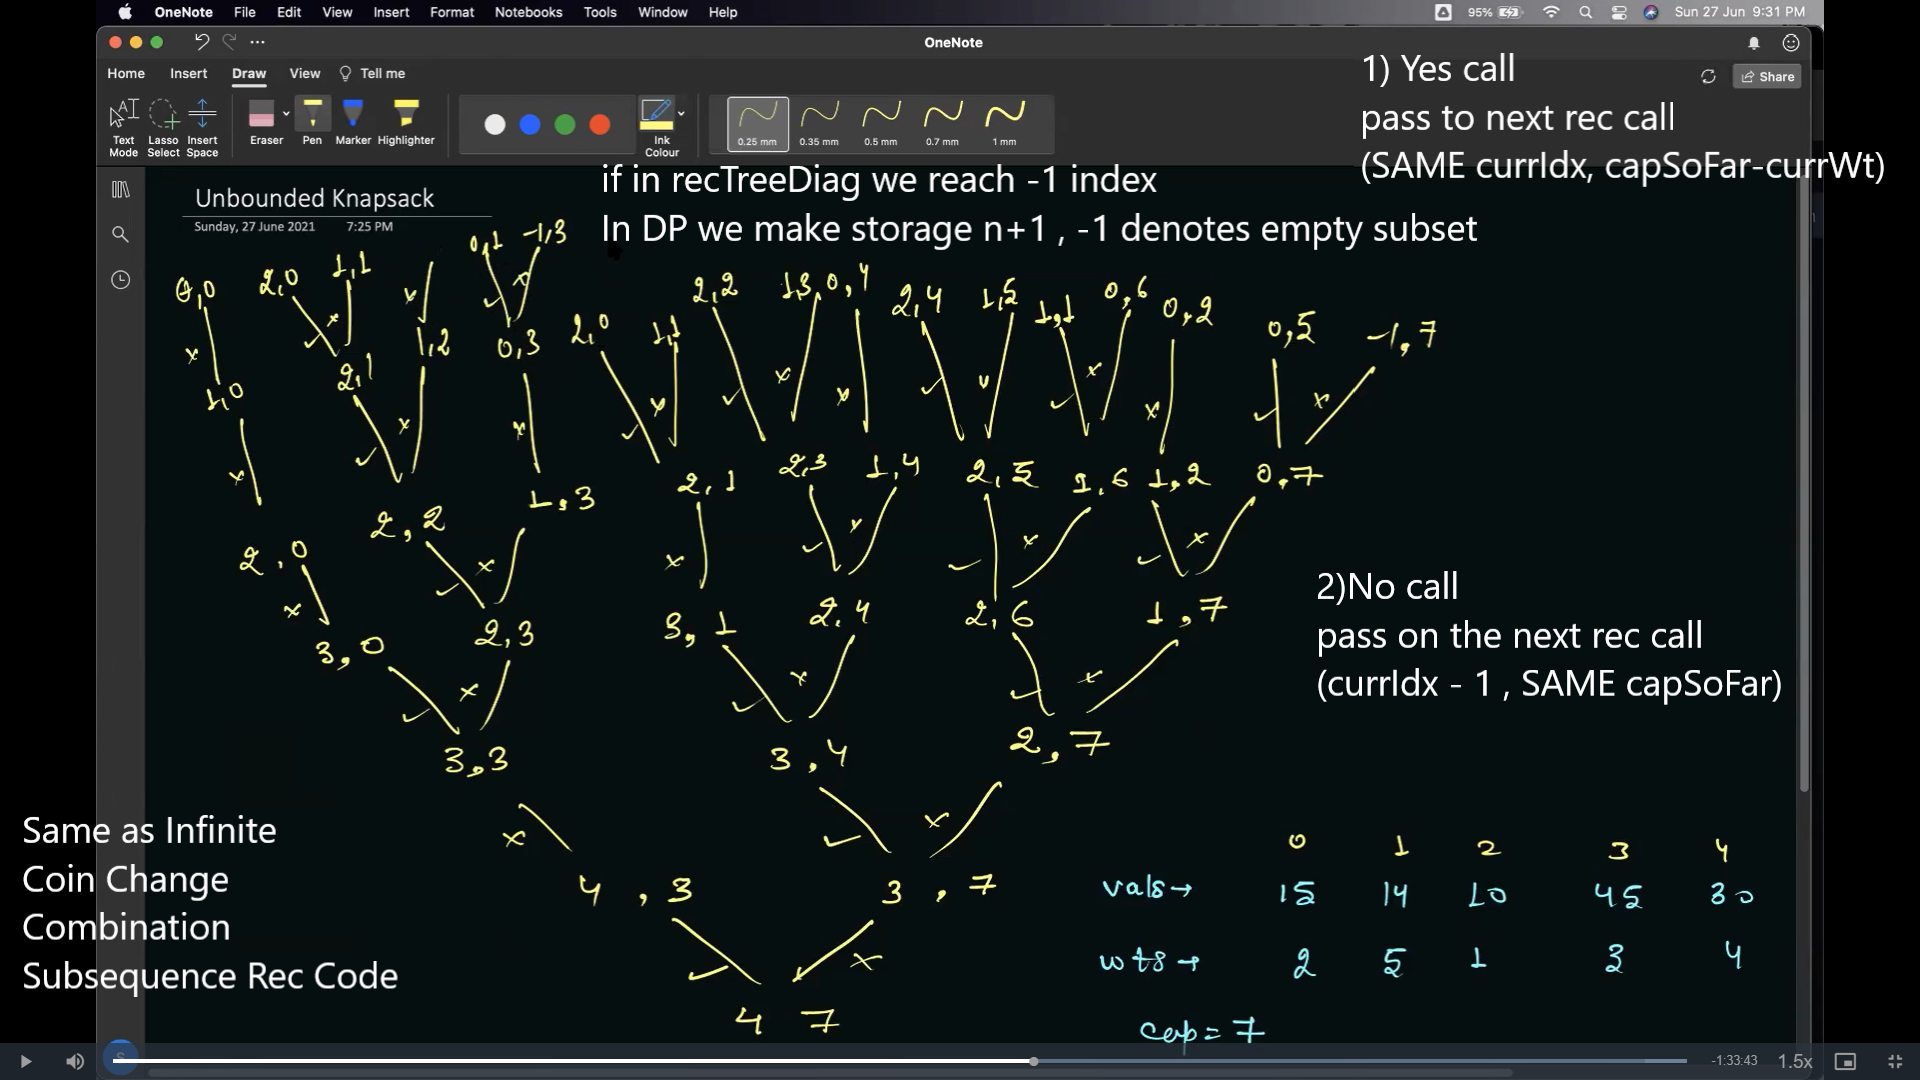 OneNote File Edit View Insert Format Notebooks Tools Window Help 95% Sun 27 Jun 9:31 PM
OneNote
Home Insert Draw View Tell me Share
Text Mode Lasso Select Insert Space Eraser Pen Marker Highlighter Ink Colour 0.25 mm 0.35 mm 0.5 mm 0.7 mm 1 mm
1) Yes call
pass to next rec call
(SAME currIdx, capSoFar-currWt)
if in recTreeDiag we reach -1 index
In DP we make storage n+1 , -1 denotes empty subset
Unbounded Knapsack
Sunday, 27 June 2021 7:25 PM
0,1 -1,3
0,0 2,0 1,1 2,2 1,3 0,4 2,4 1,5 1,1 0,6 0,2
2,1 1,2 0,3 2,0 1,1 0,5 -1,7
1,0
2,2 1,3 2,1 2,3 1,4 2,5 1,6 1,2 0,7
2,0
3,0 2,3 3,1 2,4 2,6 1,7
2)No call
pass on the next rec call
(currIdx - 1 , SAME capSoFar)
3,3 3,4 2,7
4,3 3,7
4 7
Same as Infinite
Coin Change
Combination
Subsequence Rec Code
0 1 2 3 4
vals→ 15 14 10 45 30
wts→ 2 5 1 3 4
cap=7
-1:33:43 1.5x